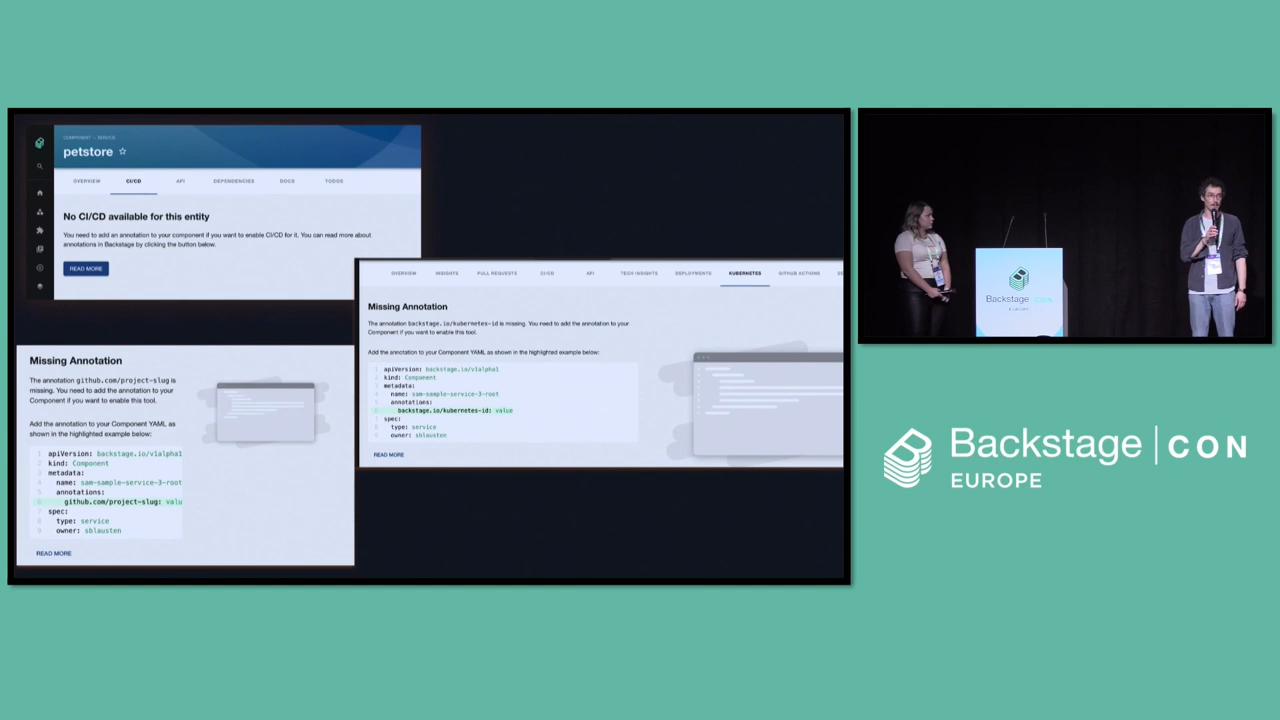 COMPONENT — SERVICE
petstore
OVERVIEW CI/CD API DEPENDENCIES DOCS TODOS
No CI/CD available for this entity
You need to add an annotation to your component if you want to enable CI/CD for it. You can read more about
annotations in Backstage by clicking the button below.
READ MORE
OVERVIEW INSIGHTS PULL REQUESTS CI/CD API TECH INSIGHTS DEPLOYMENTS KUBERNETES GITHUB ACTIONS
Missing Annotation
The annotation backstage.io/kubernetes-id is missing. You need to add the annotation to your
Component if you want to enable this tool.
Add the annotation to your Component YAML as shown in the highlighted example below:
1 apiVersion: backstage.io/v1alpha1
2 kind: Component
3 metadata:
4 name: sam-sample-service-3-root
5 annotations:
6 backstage.io/kubernetes-id: value
7 spec:
8 type: service
9 owner: sblausten
READ MORE
Missing Annotation
The annotation github.com/project-slug is
missing. You need to add the annotation to your
Component if you want to enable this tool.
Add the annotation to your Component YAML as
shown in the highlighted example below:
1 apiVersion: backstage.io/v1alpha1
2 kind: Component
3 metadata:
4 name: sam-sample-service-3-root
5 annotations:
6 github.com/project-slug: valu
7 spec:
8 type: service
9 owner: sblausten
READ MORE
Backstage CON
EUROPE
Backstage | CON
EUROPE